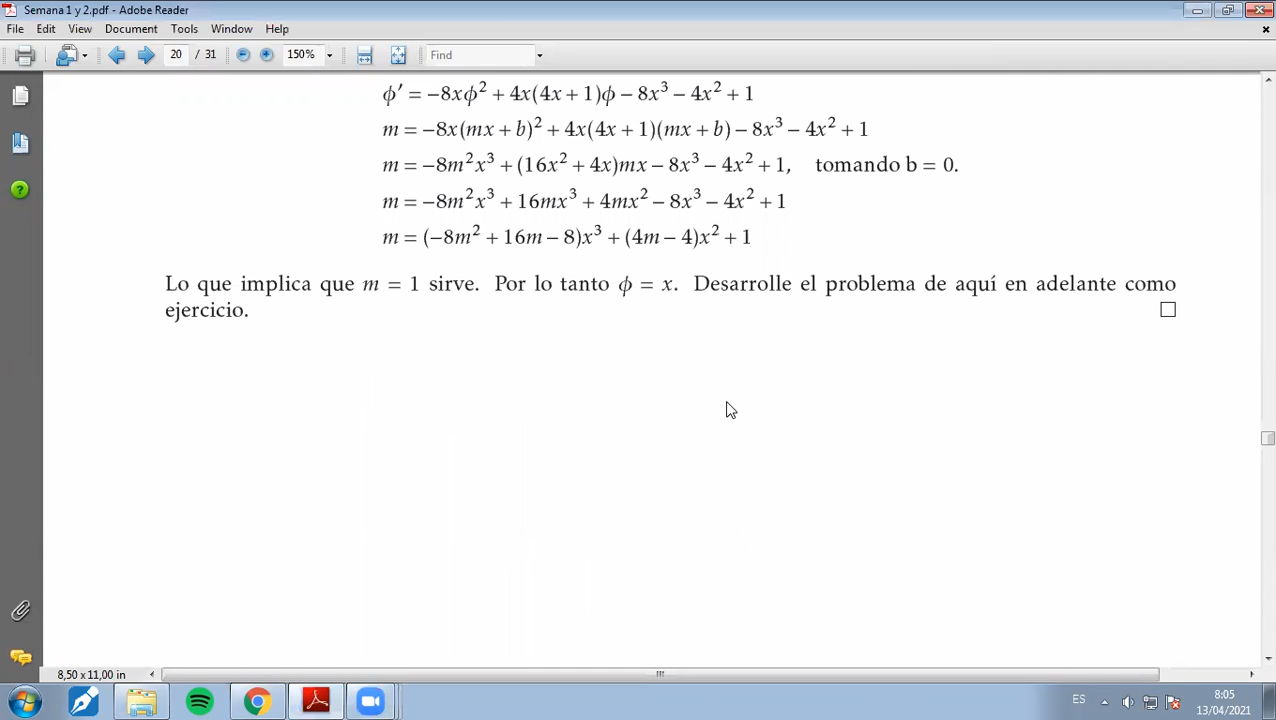 Semana 1 y 2.pdf - Adobe Reader
File Edit View Document Tools Window Help
20 / 31 150% Find
ϕ′ = −8xϕ² + 4x(4x + 1)ϕ − 8x³ − 4x² + 1
m = −8x(mx + b)² + 4x(4x + 1)(mx + b) − 8x³ − 4x² + 1
m = −8m²x³ + (16x² + 4x)mx − 8x³ − 4x² + 1, tomando b = 0.
m = −8m²x³ + 16mx³ + 4mx² − 8x³ − 4x² + 1
m = (−8m² + 16m − 8)x³ + (4m − 4)x² + 1
Lo que implica que m = 1 sirve. Por lo tanto ϕ = x. Desarrolle el problema de aquí en adelante como
ejercicio.
8,50 x 11,00 in
ES 8:05
13/04/2021